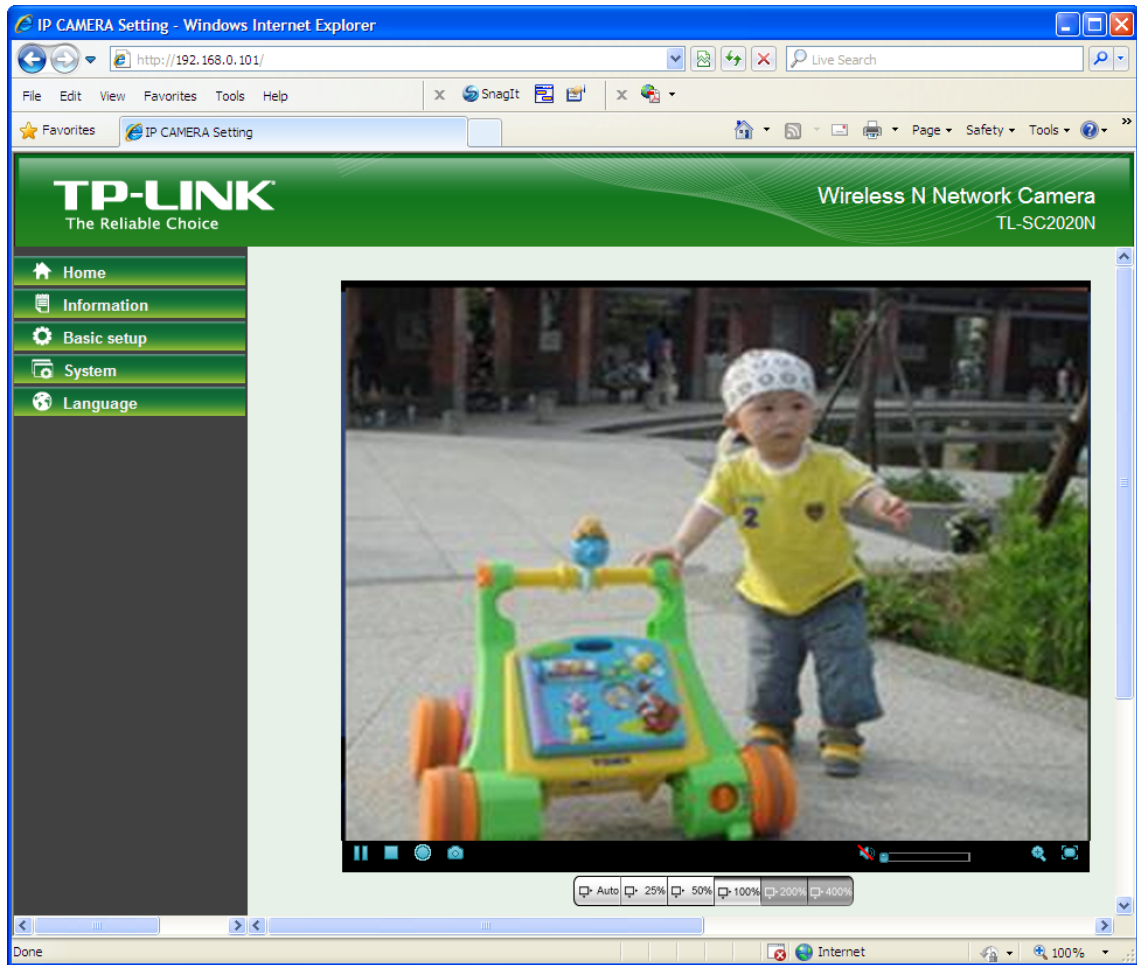 IP CAMERA Setting - Windows Internet Explorer
http://192.168.0.101/
Live Search
File Edit View Favorites Tools Help
x SnagIt
x
Favorites
IP CAMERA Setting
Page Safety Tools
»
TP-LINK
The Reliable Choice
Wireless N Network Camera
TL-SC2020N
Home
Information
Basic setup
System
Language
2
Auto 25% 50% 100% 200% 400%
Done
Internet
100%